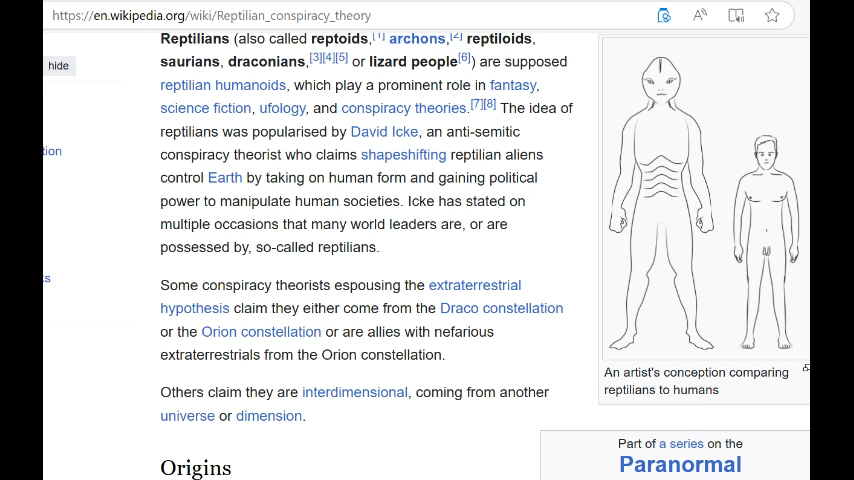 https://en.wikipedia.org/wiki/Reptilian_conspiracy_theory
Reptilians (also called reptoids,[1] archons,[2] reptiloids,
hide
saurians, draconians,[3][4][5] or lizard people[6]) are supposed
reptilian humanoids, which play a prominent role in fantasy,
science fiction, ufology, and conspiracy theories.[7][8] The idea of
reptilians was popularised by David Icke, an anti-semitic
tion
conspiracy theorist who claims shapeshifting reptilian aliens
control Earth by taking on human form and gaining political
power to manipulate human societies. Icke has stated on
multiple occasions that many world leaders are, or are
possessed by, so-called reptilians.
ks
Some conspiracy theorists espousing the extraterrestrial
hypothesis claim they either come from the Draco constellation
or the Orion constellation or are allies with nefarious
extraterrestrials from the Orion constellation.
An artist's conception comparing
reptilians to humans
Others claim they are interdimensional, coming from another
universe or dimension.
Part of a series on the
Paranormal
Origins